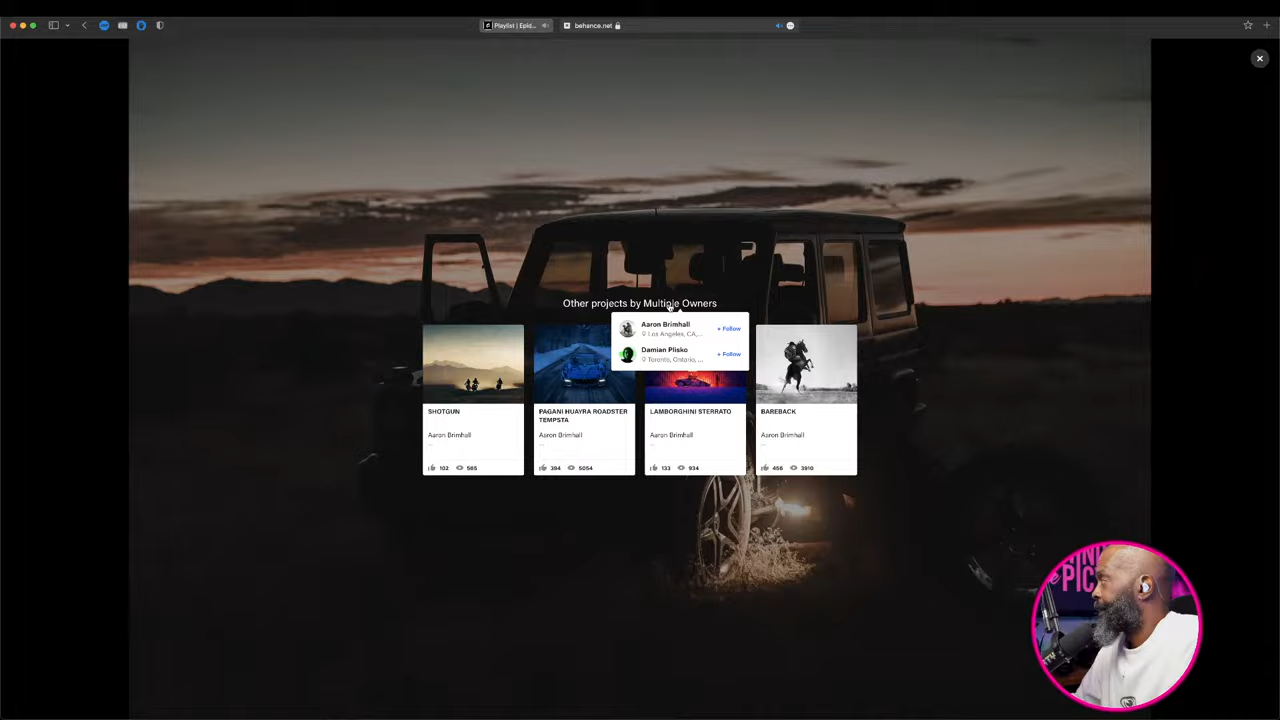 Playlist | Epid...
behance.net
Other projects by Multiple Owners
Aaron Brimhall
Los Angeles, CA,...
+ Follow
Damian Plisko
Toronto, Ontario, ...
+ Follow
SHOTGUN
Aaron Brimhall
102 565
PAGANI HUAYRA ROADSTER
TEMPSTA
Aaron Brimhall
394 5054
LAMBORGHINI STERRATO
Aaron Brimhall
133 934
BAREBACK
Aaron Brimhall
456 3910